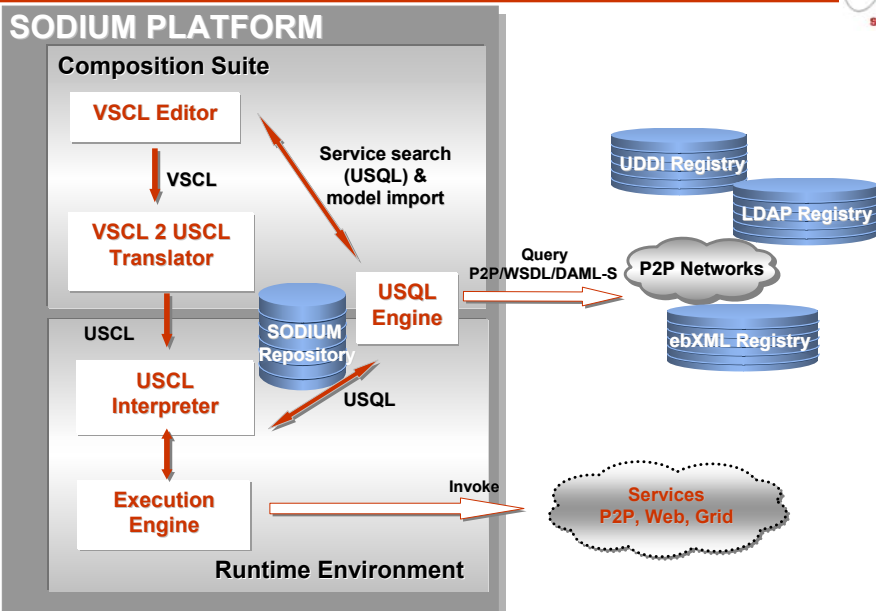 SODIUM PLATFORM
Composition Suite
VSCL Editor
Service search
(USQL) &
model import
VSCL
VSCL 2 USCL
Translator
USQL
Engine
SODIUM
Repository
USCL
USCL
Interpreter
USQL
Execution
Engine
Runtime Environment
Query
P2P/WSDL/DAML-S
UDDI Registry
LDAP Registry
P2P Networks
ebXML Registry
Invoke
Services
P2P, Web, Grid